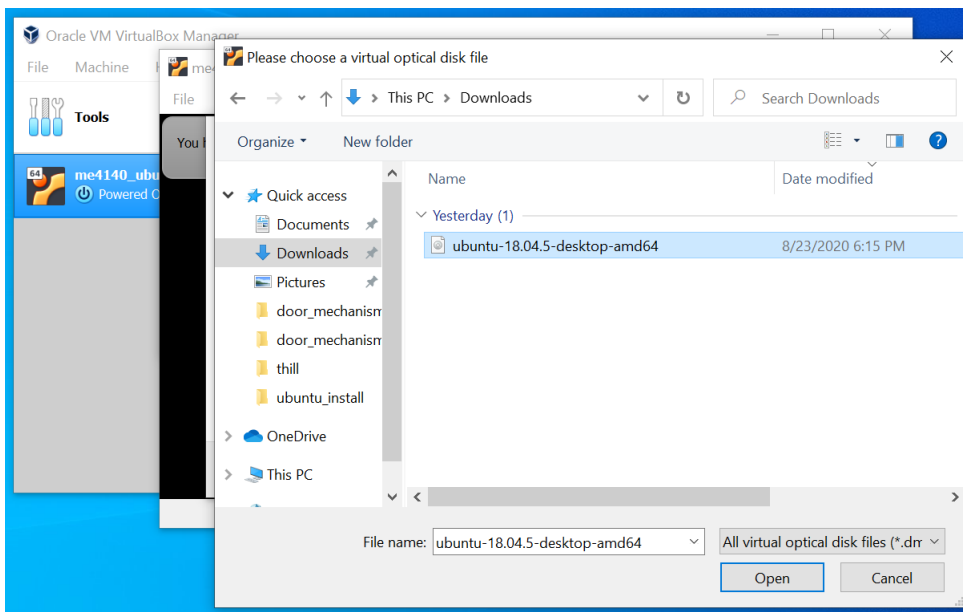 Oracle VM VirtualBox Manager
File Machine
Tools
64
me4140_ubu
Powered O
File
You h
Please choose a virtual optical disk file
This PC > Downloads
Search Downloads
Organize New folder
Quick access
Documents
Downloads
Pictures
door_mechanism
door_mechanism
thill
ubuntu_install
OneDrive
This PC
Name Date modified
Yesterday (1)
ubuntu-18.04.5-desktop-amd64 8/23/2020 6:15 PM
File name: ubuntu-18.04.5-desktop-amd64 All virtual optical disk files (*.dm
Open Cancel